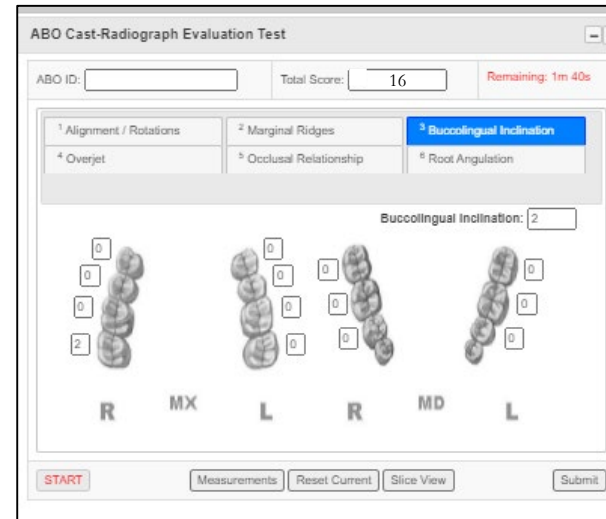 ABO Cast-Radiograph Evaluation Test
ABO ID: Total Score: 16 Remaining: 1m 40s
1 Alignment / Rotations 2 Marginal Ridges 3 Buccolingual Inclination
4 Overjet 5 Occlusal Relationship 6 Root Angulation
Buccolingual Inclination: 2
0 0
0 0 0 0
0 0 0 0
2 0 0 0
R MX L R MD L
START Measurements Reset Current Slice View Submit